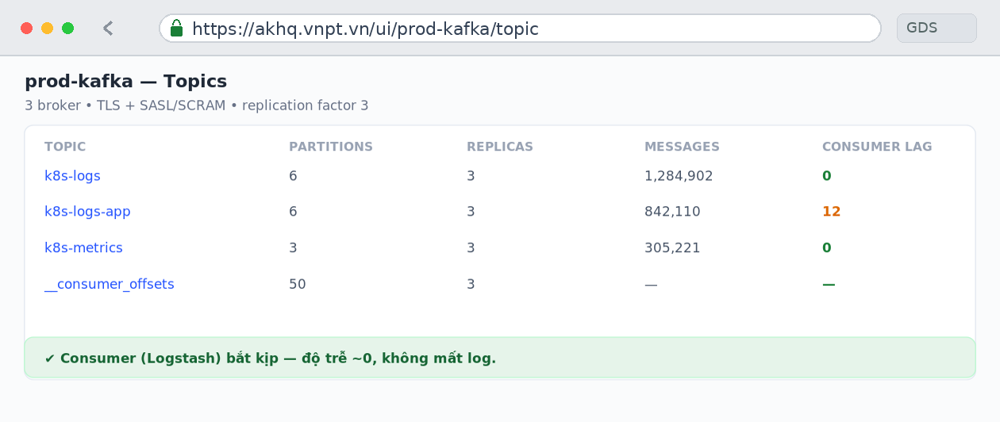 https://akhq.vnpt.vn/ui/prod-kafka/topic
GDS
prod-kafka — Topics
3 broker • TLS + SASL/SCRAM • replication factor 3
TOPIC PARTITIONS REPLICAS MESSAGES CONSUMER LAG
k8s-logs 6 3 1,284,902 0
k8s-logs-app 6 3 842,110 12
k8s-metrics 3 3 305,221 0
__consumer_offsets 50 3 — —
✔ Consumer (Logstash) bắt kịp — độ trễ ~0, không mất log.